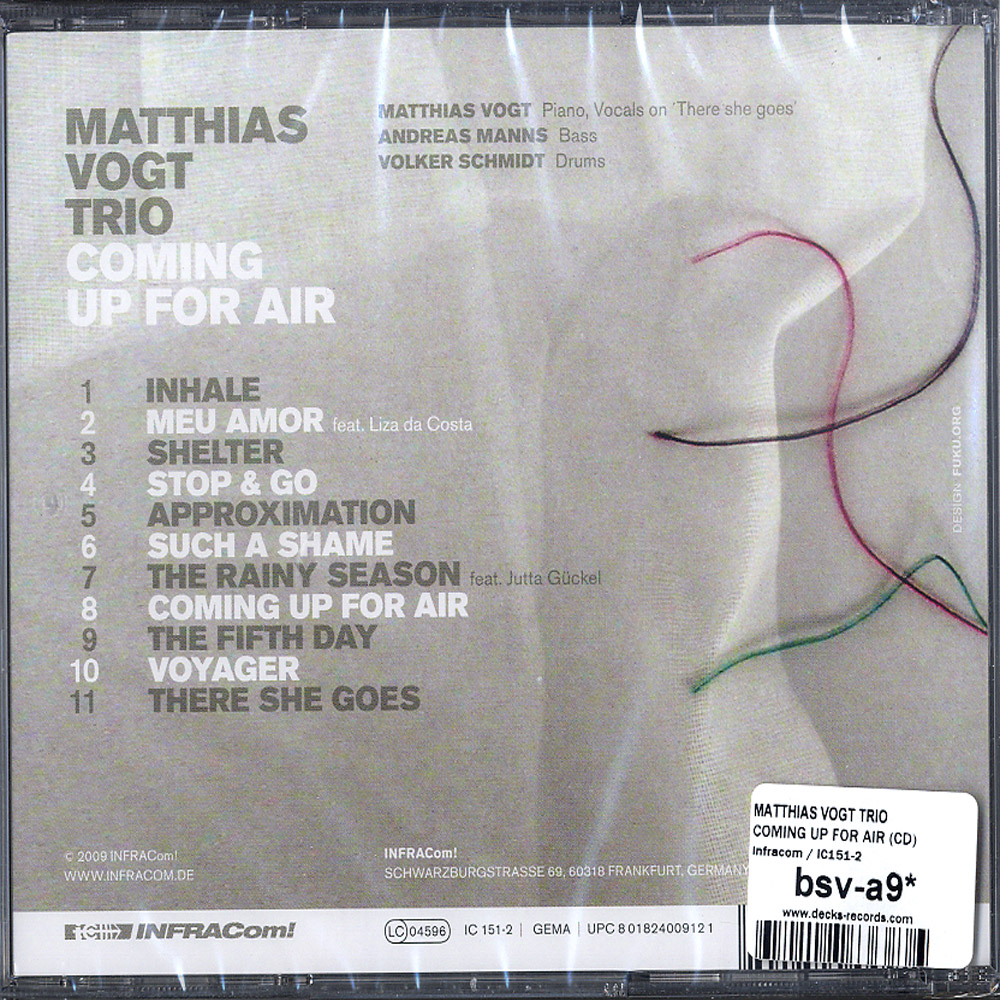 MATTHIAS
VOGT
TRIO
COMING
UP FOR AIR
MATTHIAS VOGT Piano, Vocals on 'There she goes'
ANDREAS MANNS Bass
VOLKER SCHMIDT Drums
1 INHALE
2 MEU AMOR feat. Liza da Costa
3 SHELTER
4 STOP & GO
5 APPROXIMATION
6 SUCH A SHAME
7 THE RAINY SEASON feat. Jutta Gückel
8 COMING UP FOR AIR
9 THE FIFTH DAY
10 VOYAGER
11 THERE SHE GOES
DESIGN FUKU.ORG
© 2009 INFRACom!
WWW.INFRACOM.DE
INFRACom!
SCHWARZBURGSTRASSE 69, 60318 FRANKFURT, GERMANY
INFRACom!
LC 04596 IC 151-2 | GEMA | UPC 8 01824 00912 1
MATTHIAS VOGT TRIO
COMING UP FOR AIR (CD)
Infracom / IC151-2
bsv-a9*
www.decks-records.com